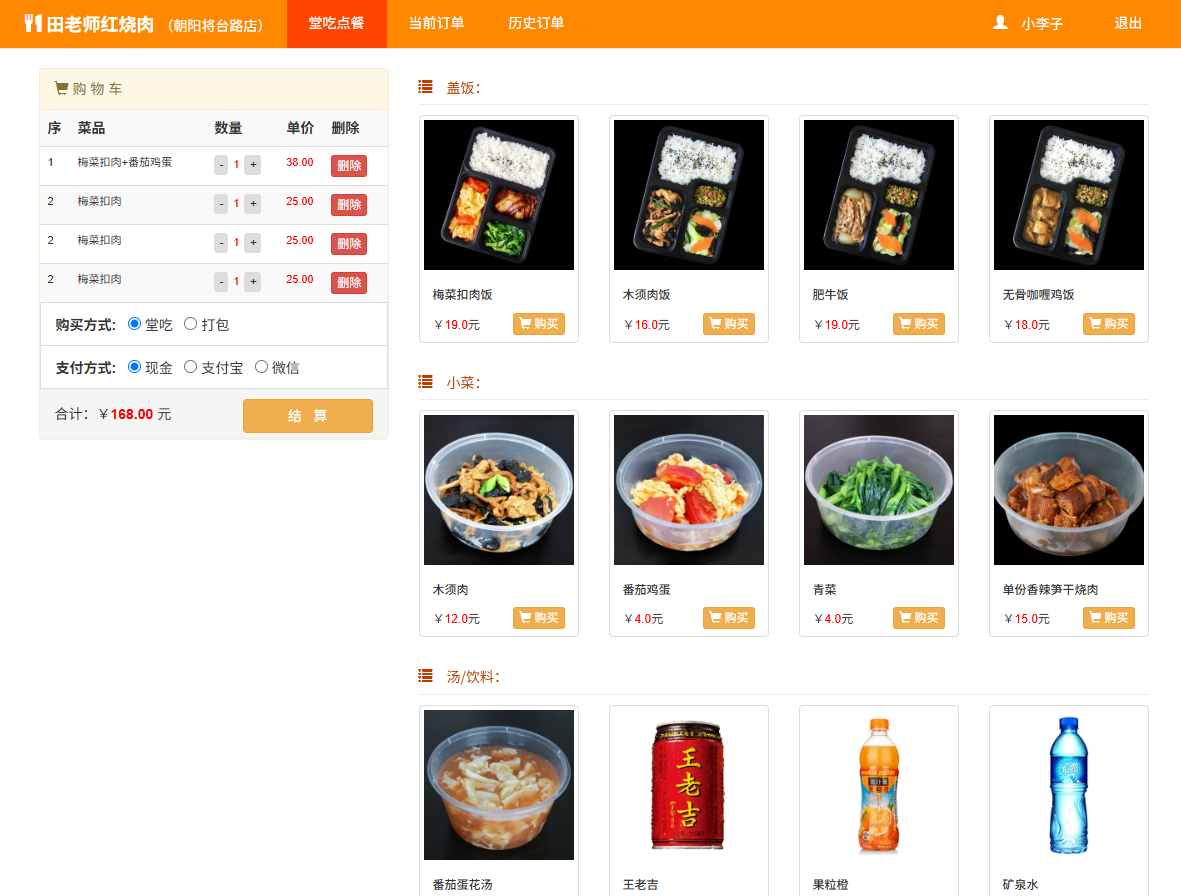 田老师红烧肉 （朝阳将台路店） 堂吃点餐 当前订单 历史订单 小李子 退出
购 物 车
序 菜品 数量 单价 删除
1 梅菜扣肉+番茄鸡蛋 - 1 + 38.00 删除
2 梅菜扣肉 - 1 + 25.00 删除
2 梅菜扣肉 - 1 + 25.00 删除
2 梅菜扣肉 - 1 + 25.00 删除
购买方式: 堂吃 打包
支付方式: 现金 支付宝 微信
合计: ￥168.00 元 结 算
盖饭:
梅菜扣肉饭 木须肉饭 肥牛饭 无骨咖喱鸡饭
￥19.0元 购买 ￥16.0元 购买 ￥19.0元 购买 ￥18.0元 购买
小菜:
木须肉 番茄鸡蛋 青菜 单份香辣笋干烧肉
￥12.0元 购买 ￥4.0元 购买 ￥4.0元 购买 ￥15.0元 购买
汤/饮料:
王老吉
番茄蛋花汤 王老吉 果粒橙 矿泉水